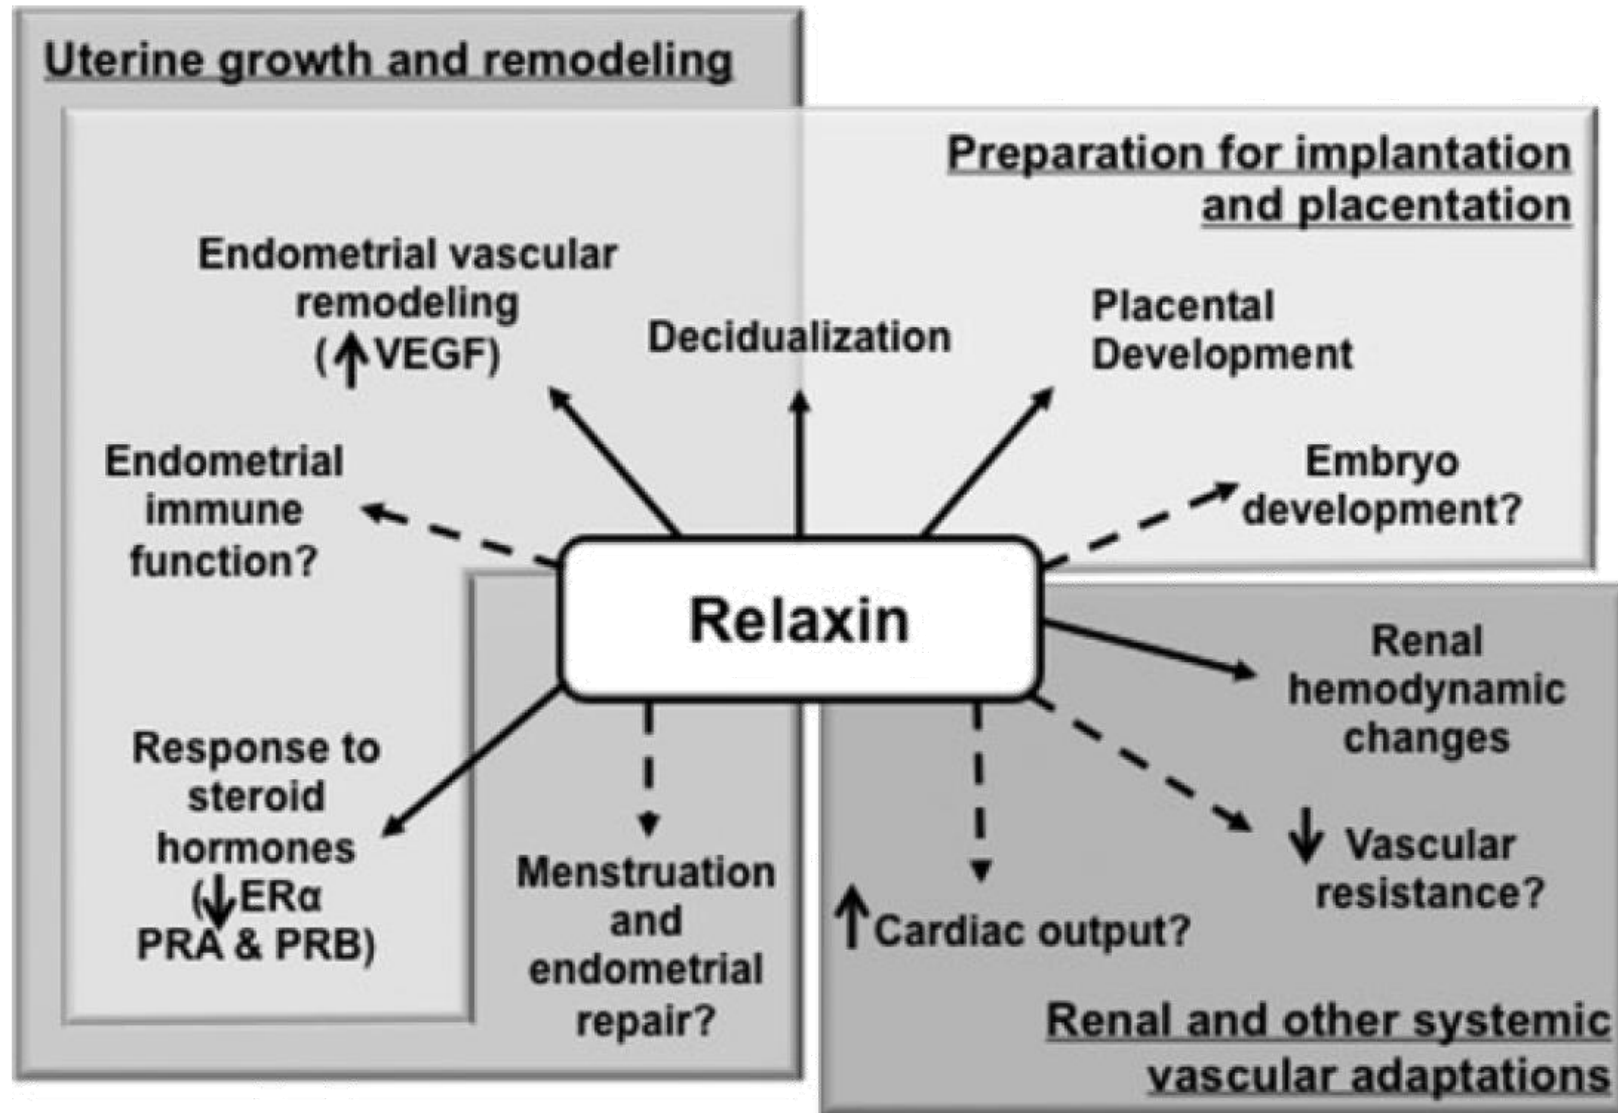 Uterine growth and remodeling
Preparation for implantation
and placentation
Endometrial vascular
remodeling
(↑VEGF)
Decidualization
Placental
Development
Endometrial
immune
function?
Embryo
development?
Relaxin
Renal
hemodynamic
changes
Response to
steroid
hormones
(↓ERα
PRA & PRB)
Menstruation
and
endometrial
repair?
↑Cardiac output?
↓ Vascular
resistance?
Renal and other systemic
vascular adaptations